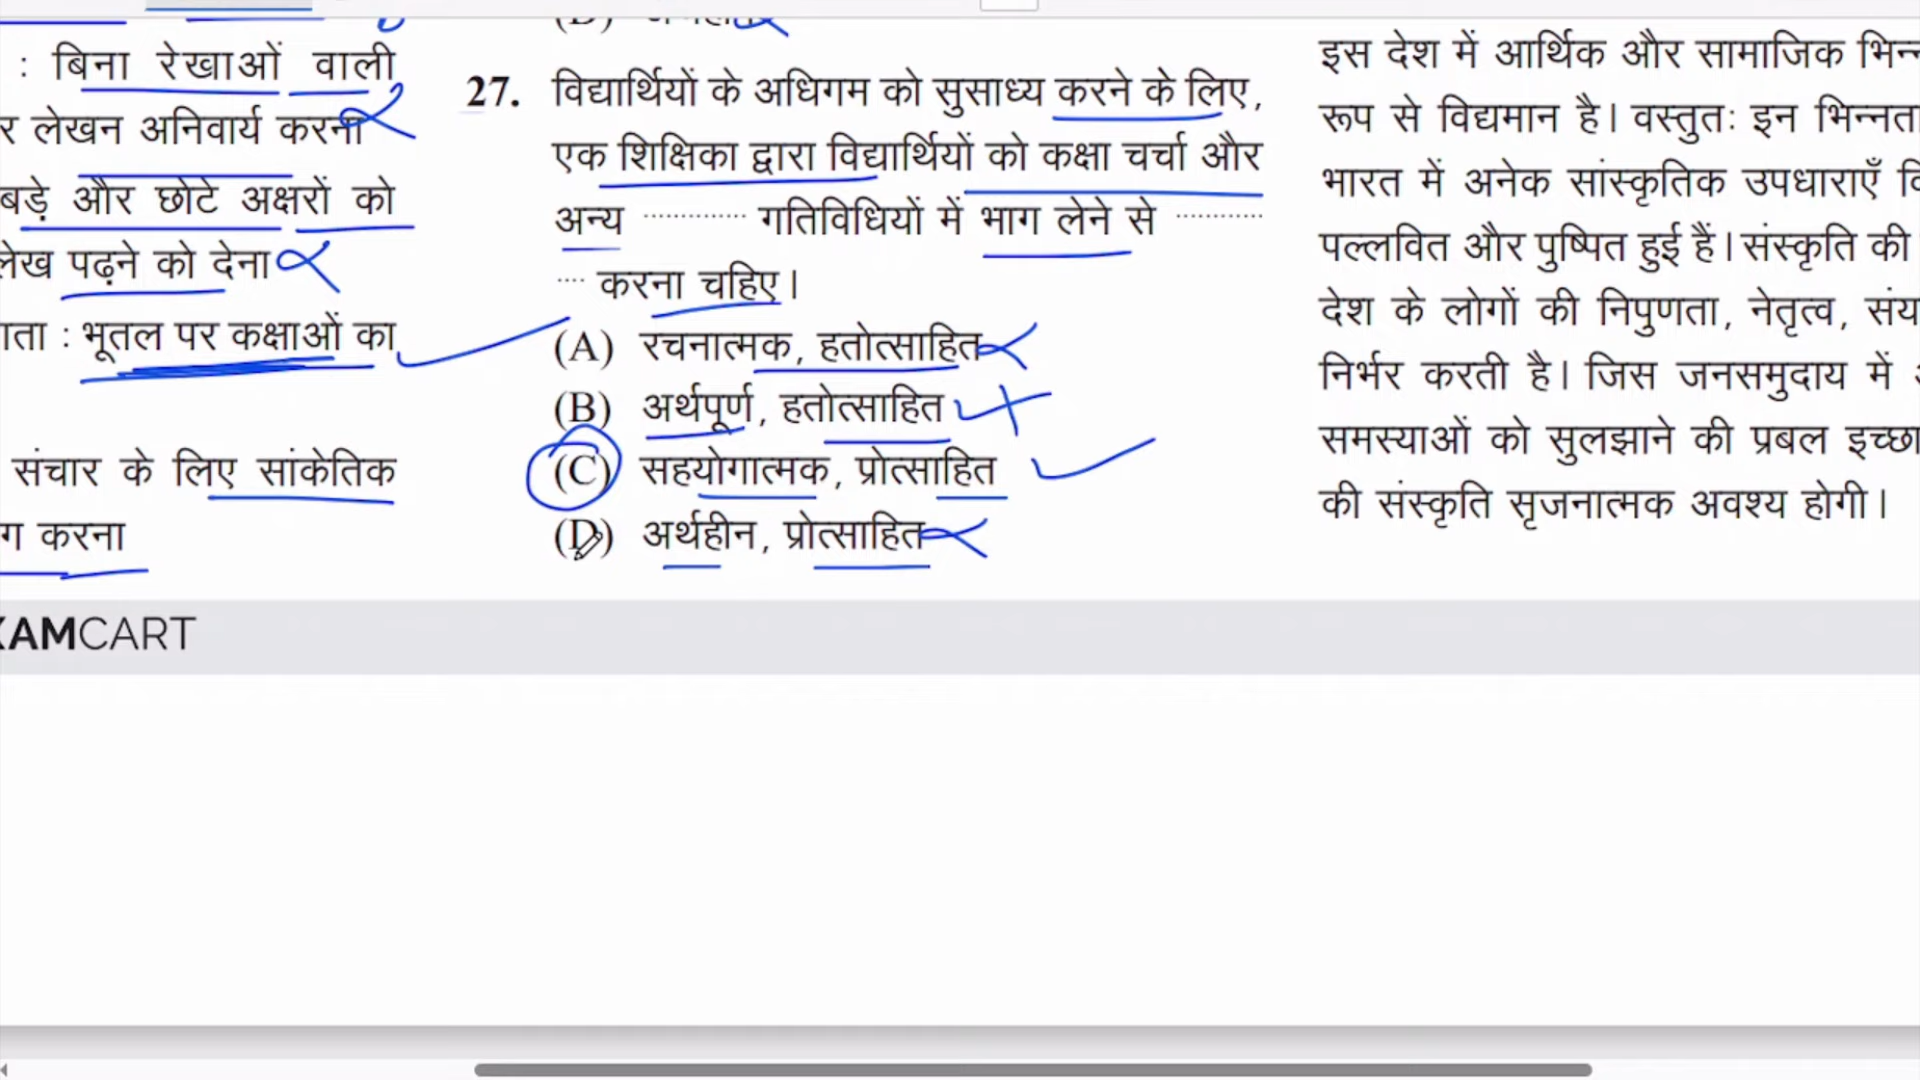 : बिना रेखाओं वाली
र लेखन अनिवार्य करना
बड़े और छोटे अक्षरों को
लेख पढ़ने को देना
ाता : भूतल पर कक्षाओं का
संचार के लिए सांकेतिक
ग करना
27. विद्यार्थियों के अधिगम को सुसाध्य करने के लिए,
एक शिक्षिका द्वारा विद्यार्थियों को कक्षा चर्चा और
अन्य ............... गतिविधियों में भाग लेने से ............
.... करना चहिए।
(A) रचनात्मक, हतोत्साहित
(B) अर्थपूर्ण, हतोत्साहित
(C) सहयोगात्मक, प्रोत्साहित
(D) अर्थहीन, प्रोत्साहित
इस देश में आर्थिक और सामाजिक भिन्न
रूप से विद्यमान है। वस्तुतः इन भिन्नता
भारत में अनेक सांस्कृतिक उपधाराएँ वि
पल्लवित और पुष्पित हुई हैं। संस्कृति की
देश के लोगों की निपुणता, नेतृत्व, संय
निर्भर करती है। जिस जनसमुदाय में
समस्याओं को सुलझाने की प्रबल इच्छा
की संस्कृति सृजनात्मक अवश्य होगी।
XAMCART